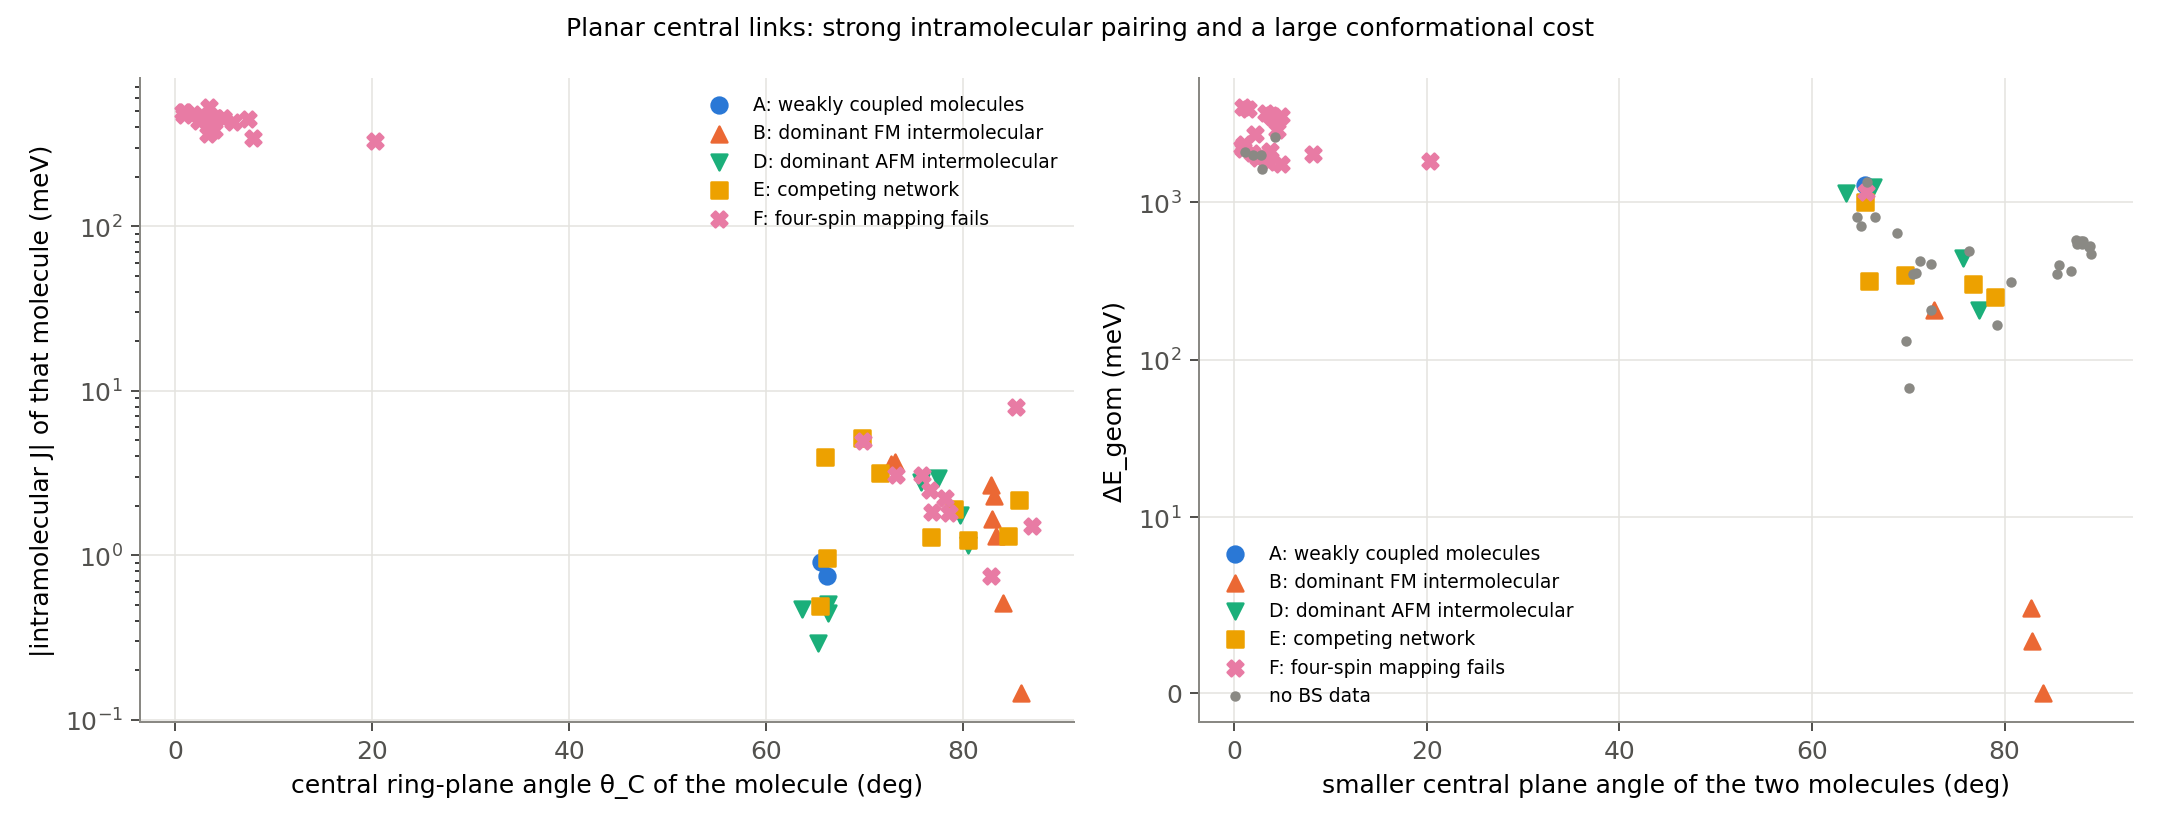 Planar central links: strong intramolecular pairing and a large conformational cost
|intramolecular J| of that molecule (meV)
10²
10¹
10⁰
10⁻¹
A: weakly coupled molecules
B: dominant FM intermolecular
D: dominant AFM intermolecular
E: competing network
F: four-spin mapping fails
0 20 40 60 80
central ring-plane angle θ_C of the molecule (deg)
ΔE_geom (meV)
10³
10²
10¹
0
A: weakly coupled molecules
B: dominant FM intermolecular
D: dominant AFM intermolecular
E: competing network
F: four-spin mapping fails
no BS data
0 20 40 60 80
smaller central plane angle of the two molecules (deg)